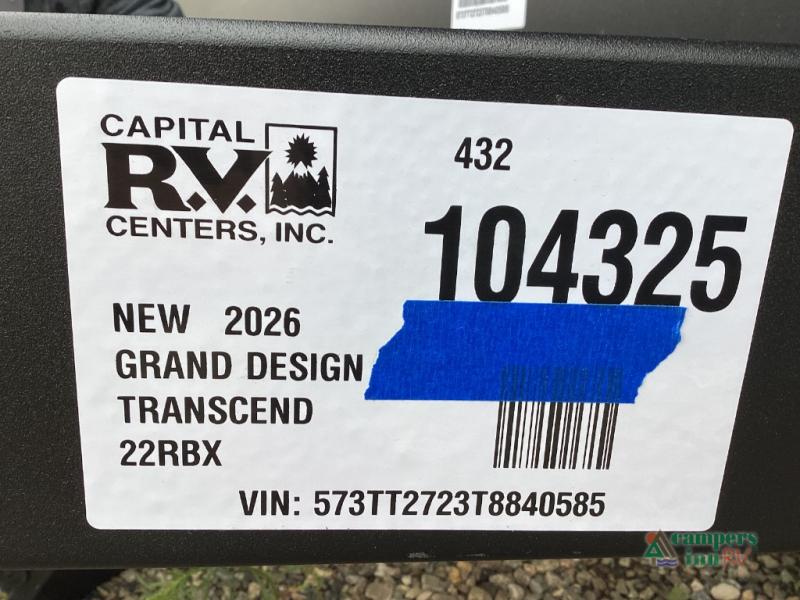 CAPITAL
R.V.
CENTERS, INC.
432
104325
NEW 2026
GRAND DESIGN
TRANSCEND
22RBX
VIN: 573TT2723T8840585
campers
inn RV